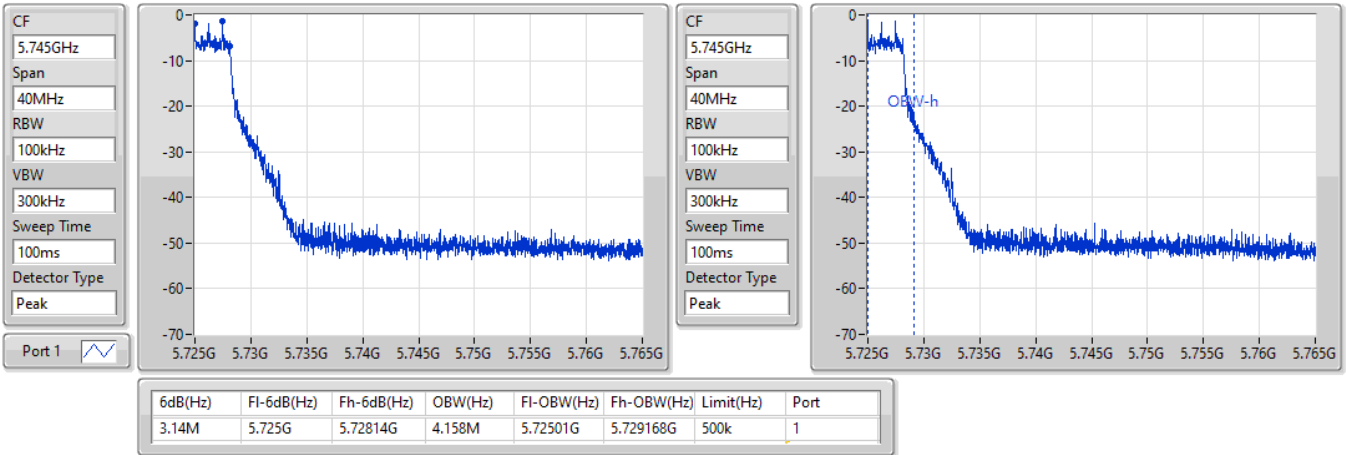 CF
5.745GHz
Span
40MHz
RBW
100kHz
VBW
300kHz
Sweep Time
100ms
Detector Type
Peak
Port 1
0
-10
-20
-30
-40
-50
-60
-70
5.725G 5.73G 5.735G 5.74G 5.745G 5.75G 5.755G 5.76G 5.765G
CF
5.745GHz
Span
40MHz
RBW
100kHz
VBW
300kHz
Sweep Time
100ms
Detector Type
Peak
0
-10
-20
-30
-40
-50
-60
-70
OBW-h
5.725G 5.73G 5.735G 5.74G 5.745G 5.75G 5.755G 5.76G 5.765G
6dB(Hz) Fl-6dB(Hz) Fh-6dB(Hz) OBW(Hz) Fl-OBW(Hz) Fh-OBW(Hz) Limit(Hz) Port
3.14M 5.725G 5.72814G 4.158M 5.72501G 5.729168G 500k 1